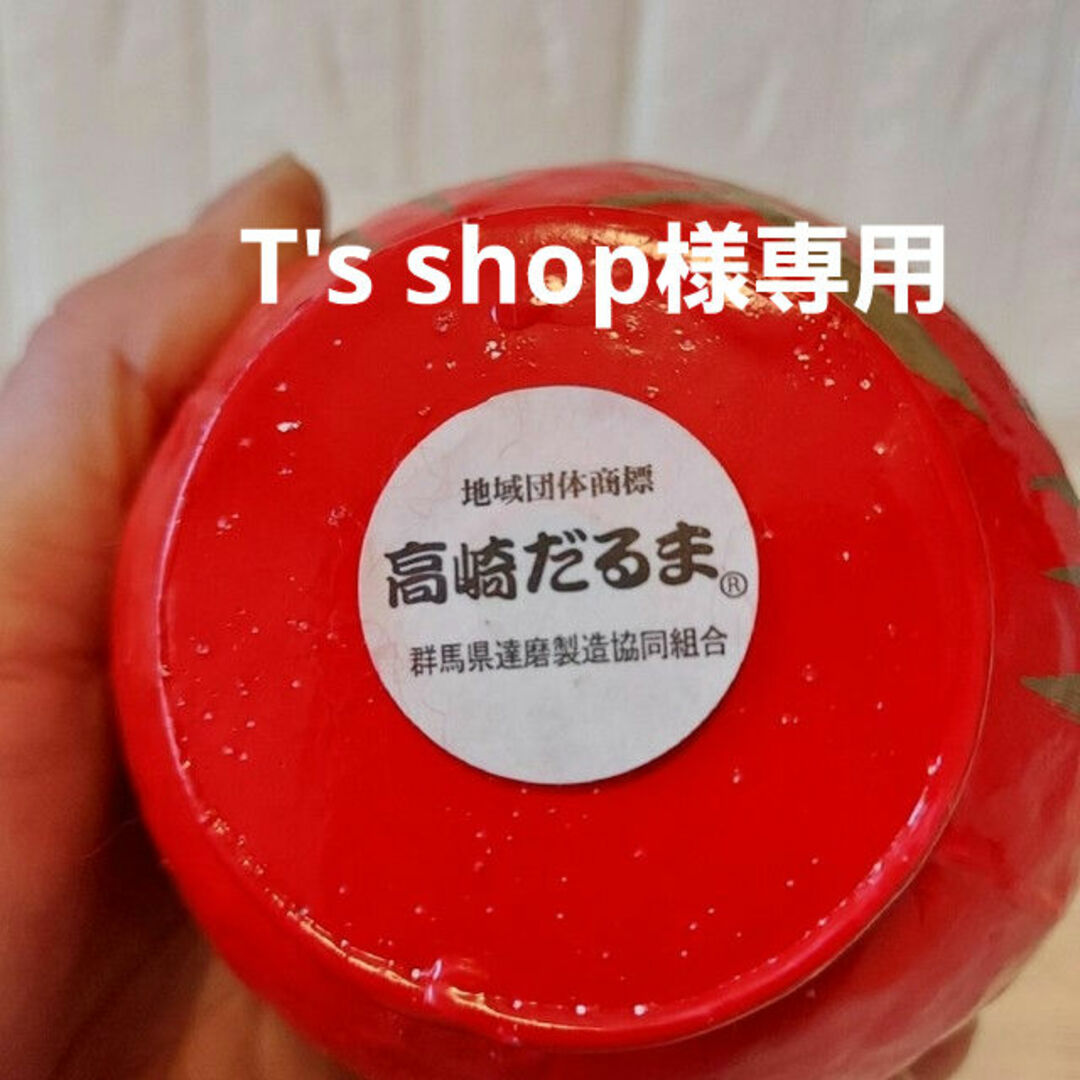 T's shop様専用
地域団体商標
高崎だるま®
群馬県達磨製造協同組合